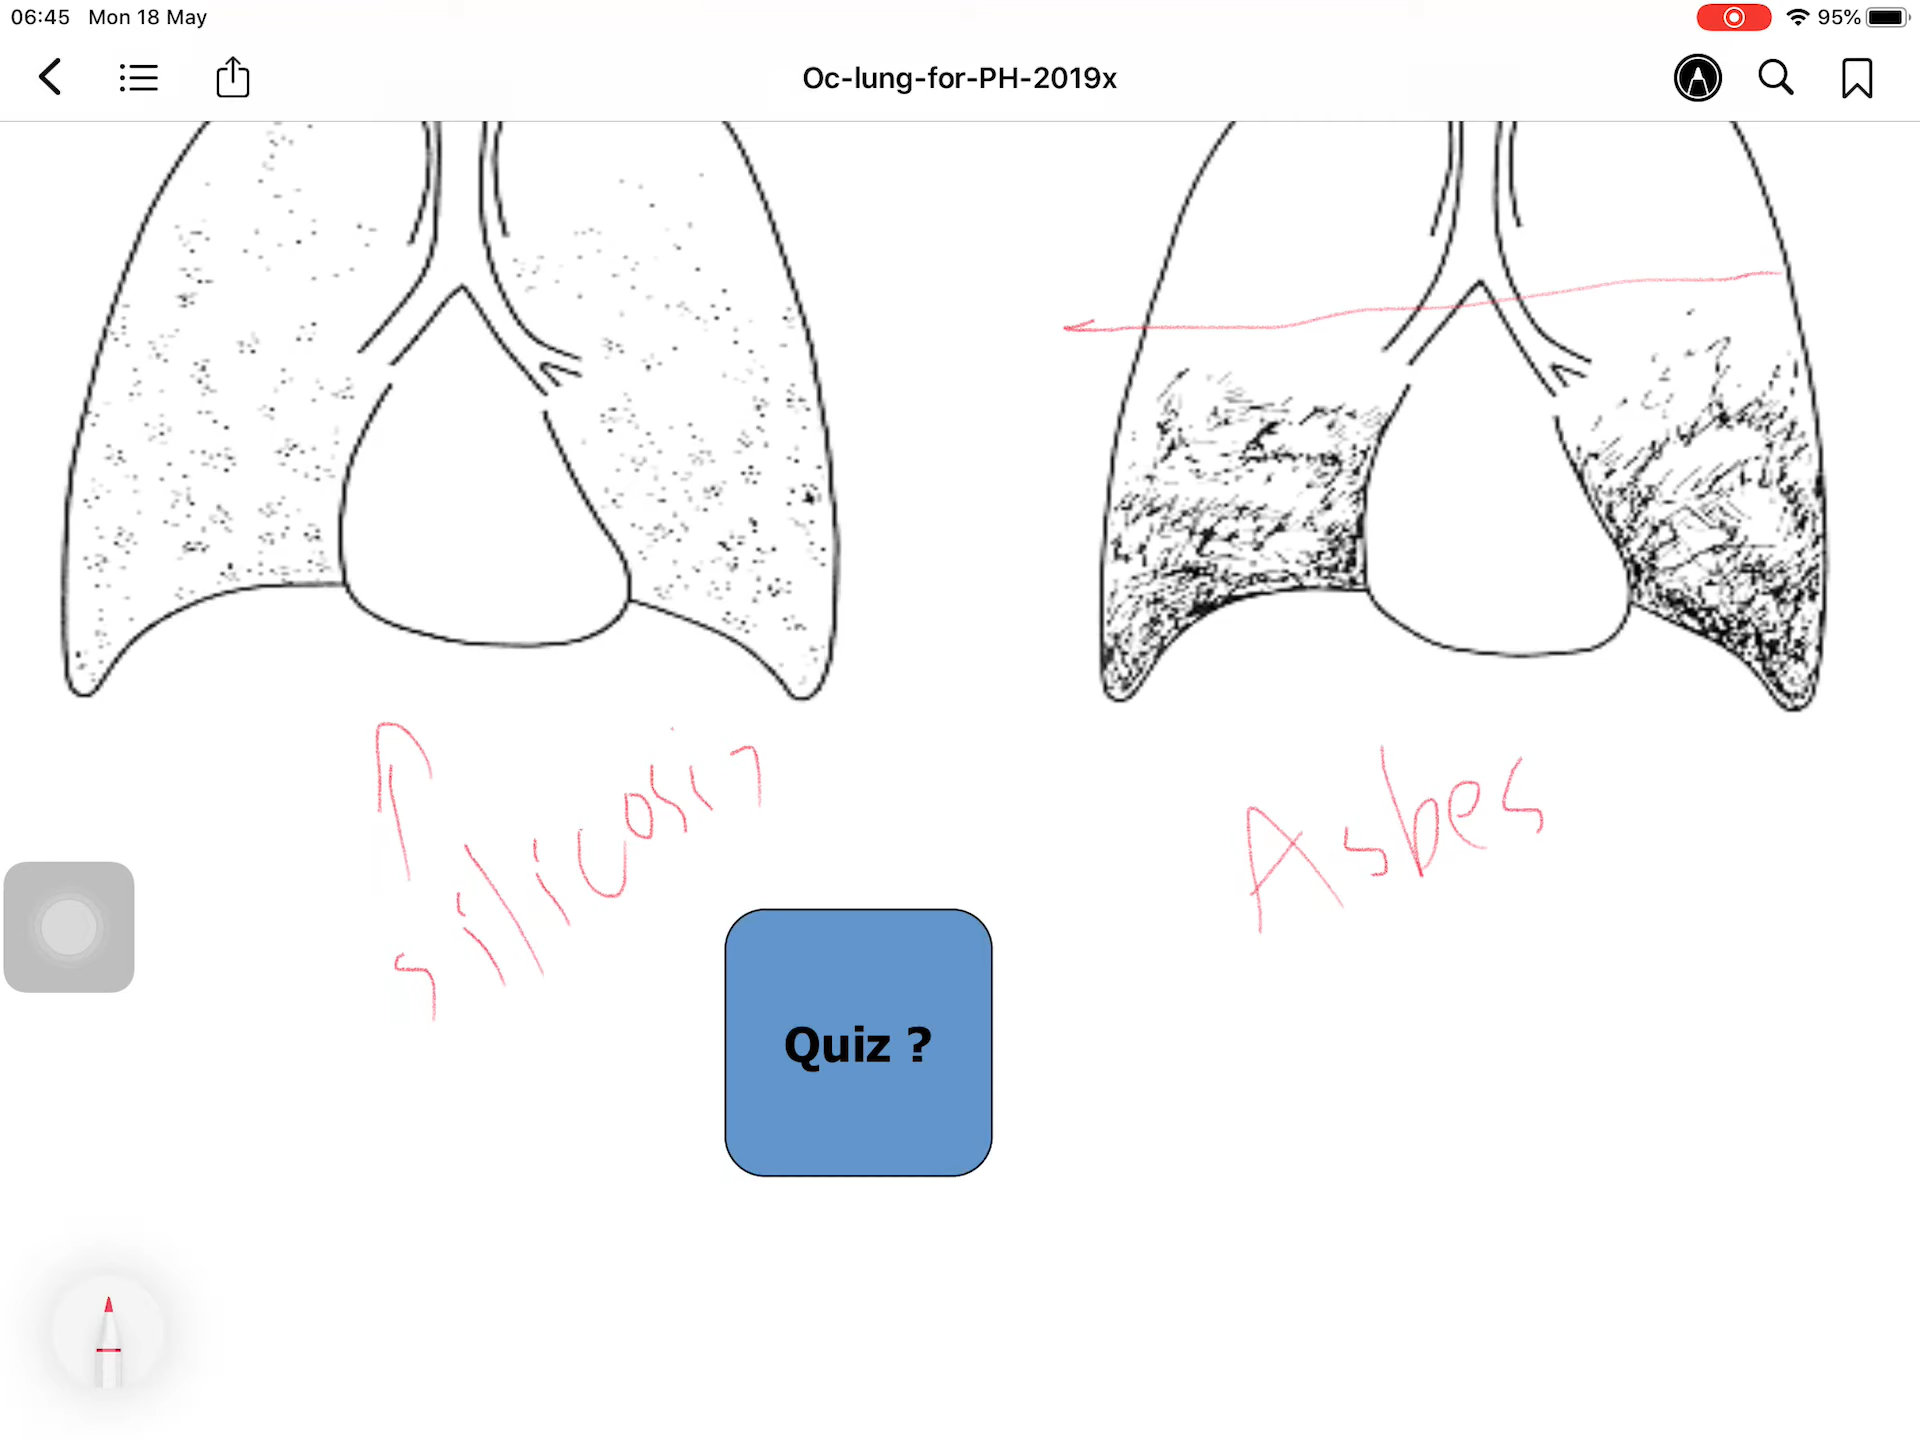 06:45 Mon 18 May 95%
Oc-lung-for-PH-2019x
silicosis
Asbes
Quiz ?